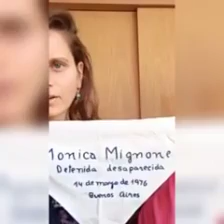 Monica Mignone
Detenida desaparecida
14 de mayo de 1976
Buenos Aires